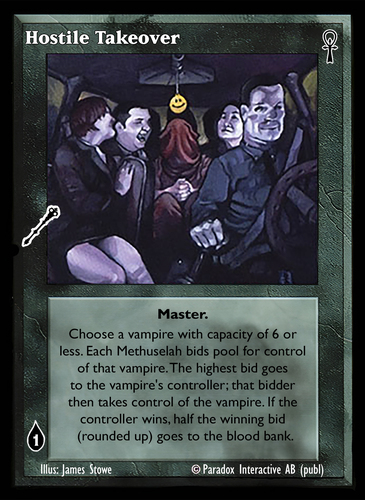 Hostile Takeover
Master.
Choose a vampire with capacity of 6 or
less. Each Methuselah bids pool for control
of that vampire. The highest bid goes
to the vampire's controller; that bidder
then takes control of the vampire. If the
controller wins, half the winning bid
(rounded up) goes to the blood bank.
1
Illus: James Stowe © Paradox Interactive AB (publ)